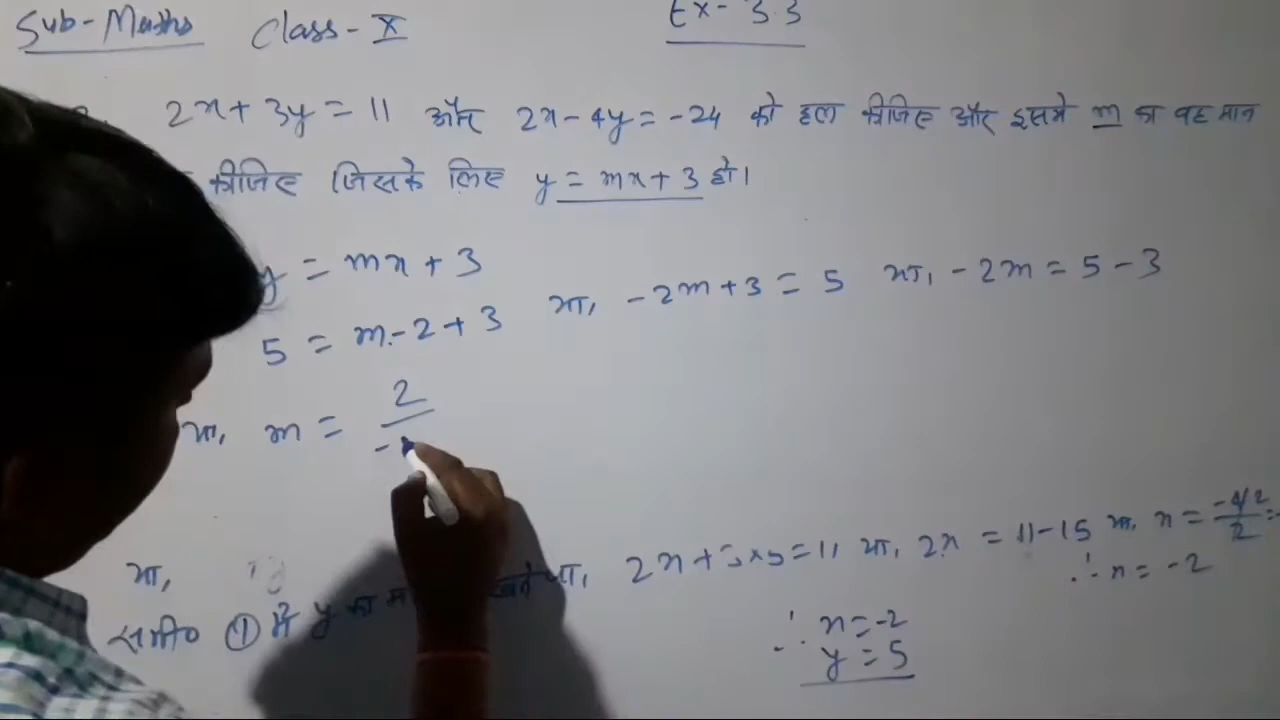 Sub-Maths Class-X Ex-3.3
2x+3y=11 और 2x-4y=-24 को हल कीजिए और इसमे m का वह मान
कीजिए जिसके लिए y=mx+3 हो।
y = mx+3
5 = m.-2+3 या, -2m+3 = 5 या, -2m = 5-3
या, m = 2/-
या,
समी० ① में y का या, 2x+3×5=11 या, 2x = 11-15 या, x = -4/2
∴ x = -2
∴ x=-2
y = 5